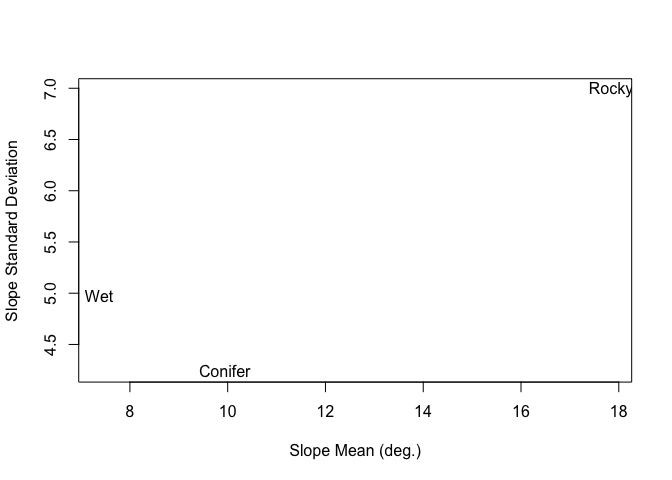 Slope Standard Deviation
7.0
6.5
6.0
5.5
5.0
4.5
Rocky
Wet
Conifer
8 10 12 14 16 18
Slope Mean (deg.)